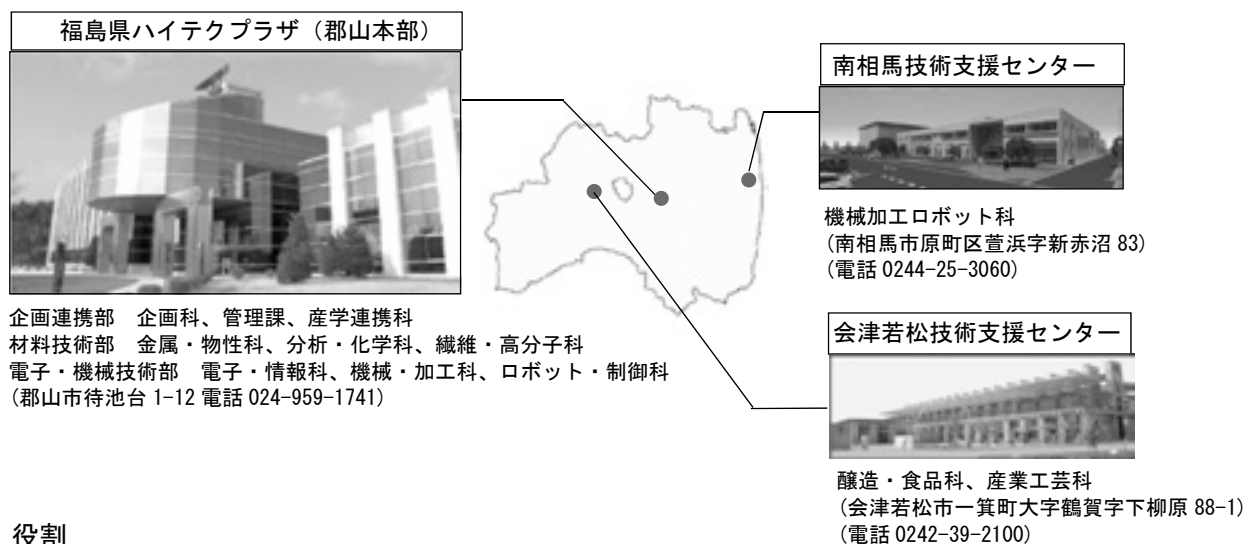 福島県ハイテクプラザ（郡山本部）
企画連携部　企画科、管理課、産学連携科
材料技術部　金属・物性科、分析・化学科、繊維・高分子科
電子・機械技術部　電子・情報科、機械・加工科、ロボット・制御科
(郡山市待池台 1-12 電話 024-959-1741)
南相馬技術支援センター
機械加工ロボット科
(南相馬市原町区萱浜字新赤沼 83)
(電話 0244-25-3060)
会津若松技術支援センター
醸造・食品科、産業工芸科
(会津若松市一箕町大字鶴賀字下柳原 88-1)
(電話 0242-39-2100)
役割